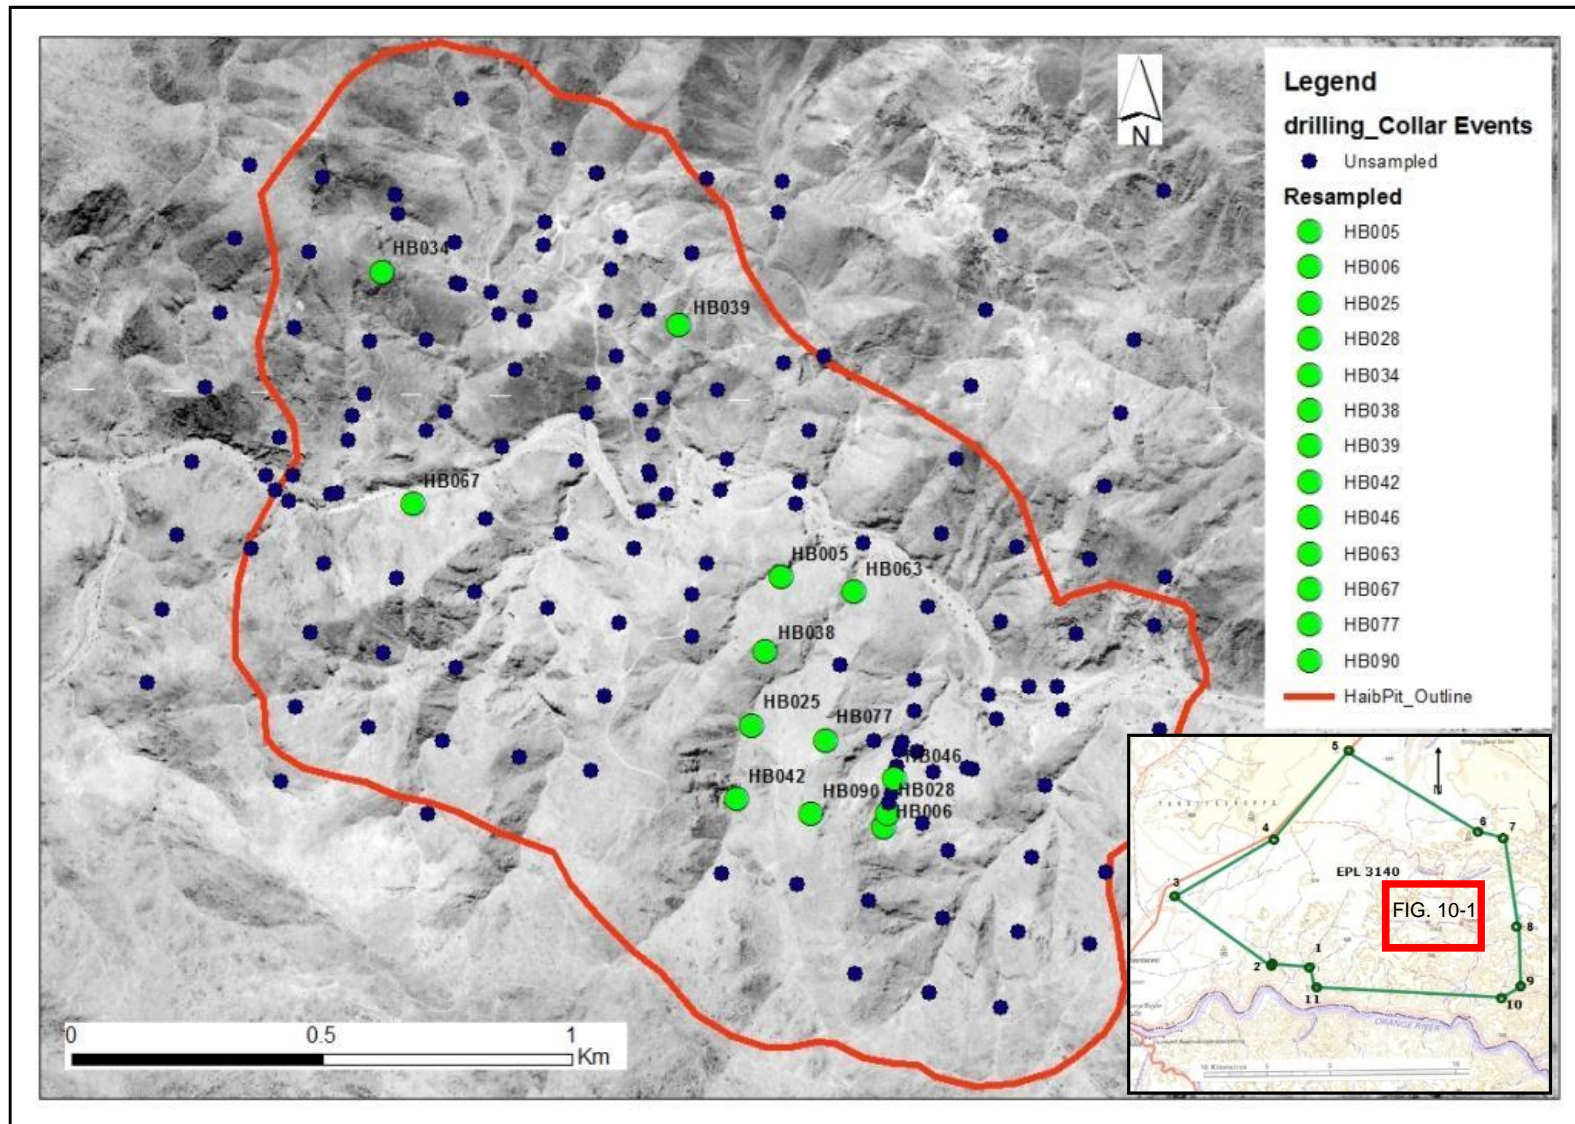 N
Legend
drilling_Collar Events
Unsampled
Resampled
HB005
HB006
HB025
HB028
HB034
HB038
HB039
HB042
HB046
HB063
HB067
HB077
HB090
HaibPit_Outline
HB034
HB039
HB067
HB005
HB063
HB038
HB025
HB077
HB046
HB042
HB090
HB028
HB006
0 0.5 1
Km
5
N
4
6
7
EPL 3140
3
FIG. 10-1
8
2
1
11
9
10
ORANGE RIVER